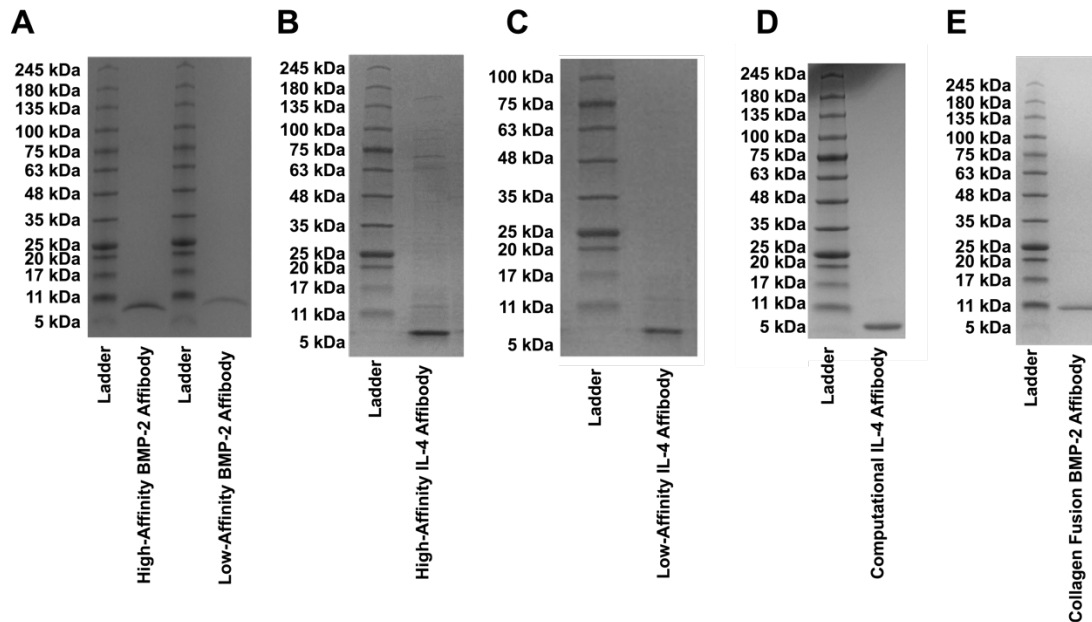 A
245 kDa
180 kDa
135 kDa
100 kDa
75 kDa
63 kDa
48 kDa
35 kDa
25 kDa
20 kDa
17 kDa
11 kDa
5 kDa
Ladder
High-Affinity BMP-2 Affibody
Ladder
Low-Affinity BMP-2 Affibody
B
245 kDa
180 kDa
135 kDa
100 kDa
75 kDa
63 kDa
48 kDa
35 kDa
25 kDa
20 kDa
17 kDa
11 kDa
5 kDa
Ladder
High-Affinity IL-4 Affibody
C
100 kDa
75 kDa
63 kDa
48 kDa
35 kDa
25 kDa
20 kDa
17 kDa
11 kDa
5 kDa
Ladder
Low-Affinity IL-4 Affibody
D
245 kDa
180 kDa
135 kDa
100 kDa
75 kDa
63 kDa
48 kDa
35 kDa
25 kDa
20 kDa
17 kDa
11 kDa
5 kDa
Ladder
Computational IL-4 Affibody
E
245 kDa
180 kDa
135 kDa
100 kDa
75 kDa
63 kDa
48 kDa
35 kDa
25 kDa
20 kDa
17 kDa
11 kDa
5 kDa
Ladder
Collagen Fusion BMP-2 Affibody